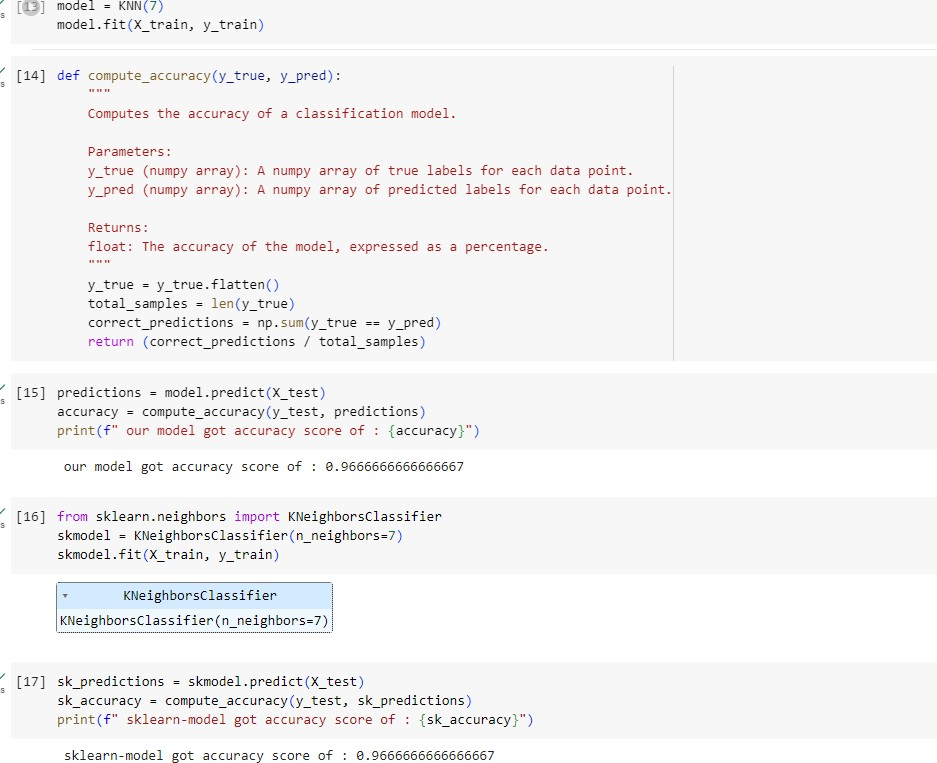 [13] model = KNN(7)
model.fit(X_train, y_train)
[14] def compute_accuracy(y_true, y_pred):
"""
Computes the accuracy of a classification model.
Parameters:
y_true (numpy array): A numpy array of true labels for each data point.
y_pred (numpy array): A numpy array of predicted labels for each data point.
Returns:
float: The accuracy of the model, expressed as a percentage.
"""
y_true = y_true.flatten()
total_samples = len(y_true)
correct_predictions = np.sum(y_true == y_pred)
return (correct_predictions / total_samples)
[15] predictions = model.predict(X_test)
accuracy = compute_accuracy(y_test, predictions)
print(f" our model got accuracy score of : {accuracy}")
our model got accuracy score of : 0.9666666666666667
[16] from sklearn.neighbors import KNeighborsClassifier
skmodel = KNeighborsClassifier(n_neighbors=7)
skmodel.fit(X_train, y_train)
KNeighborsClassifier
KNeighborsClassifier(n_neighbors=7)
[17] sk_predictions = skmodel.predict(X_test)
sk_accuracy = compute_accuracy(y_test, sk_predictions)
print(f" sklearn-model got accuracy score of : {sk_accuracy}")
sklearn-model got accuracy score of : 0.9666666666666667